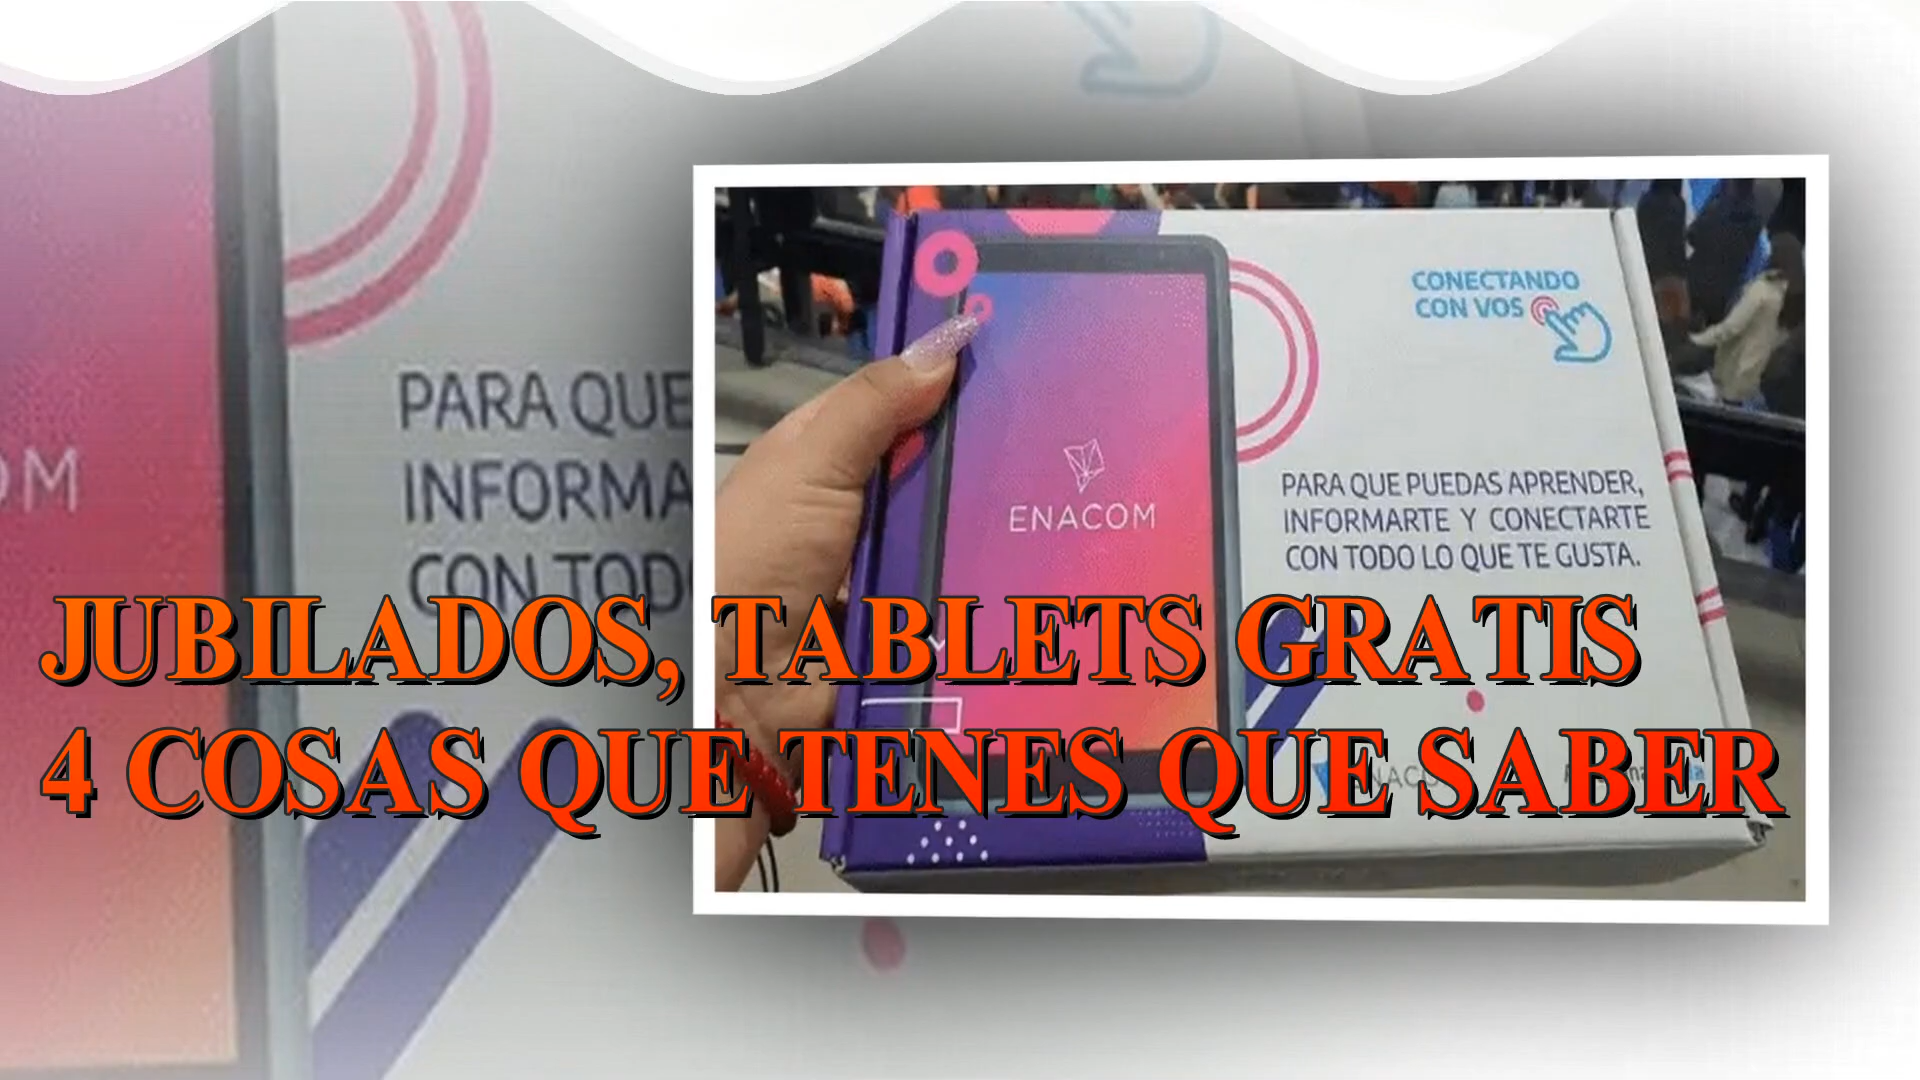 OM
PARA QUE
INFORMA
CON TOD
CONECTANDO
CON VOS
ENACOM
PARA QUE PUEDAS APRENDER,
INFORMARTE Y CONECTARTE
CON TODO LO QUE TE GUSTA.
JUBILADOS, TABLETS GRATIS
4 COSAS QUE TENES QUE SABER